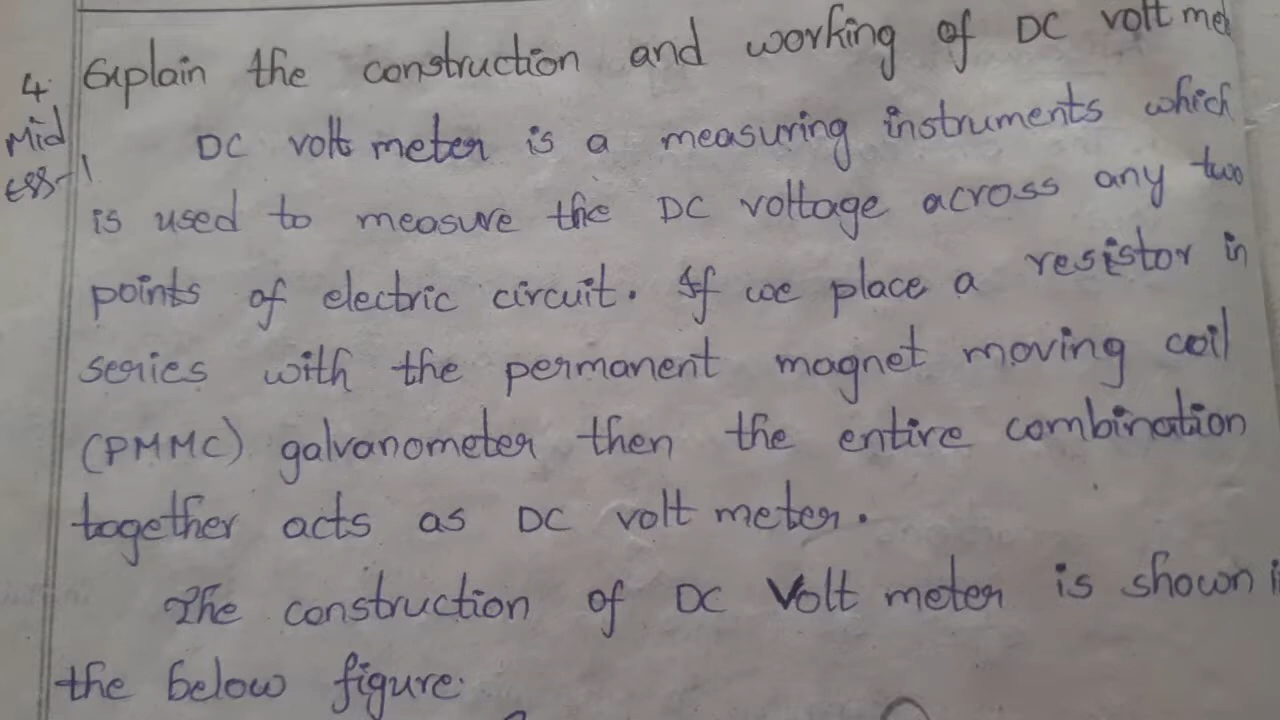 4. Explain the construction and working of DC volt me
Mid
ess-1
DC volt meter is a measuring instruments which
is used to measure the DC voltage across any two
points of electric circuit. If we place a resistor in
series with the permanent magnet moving coil
(PMMC) galvanometer then the entire combination
together acts as DC volt meter.
The construction of DC Volt meter is shown i
the below figure.